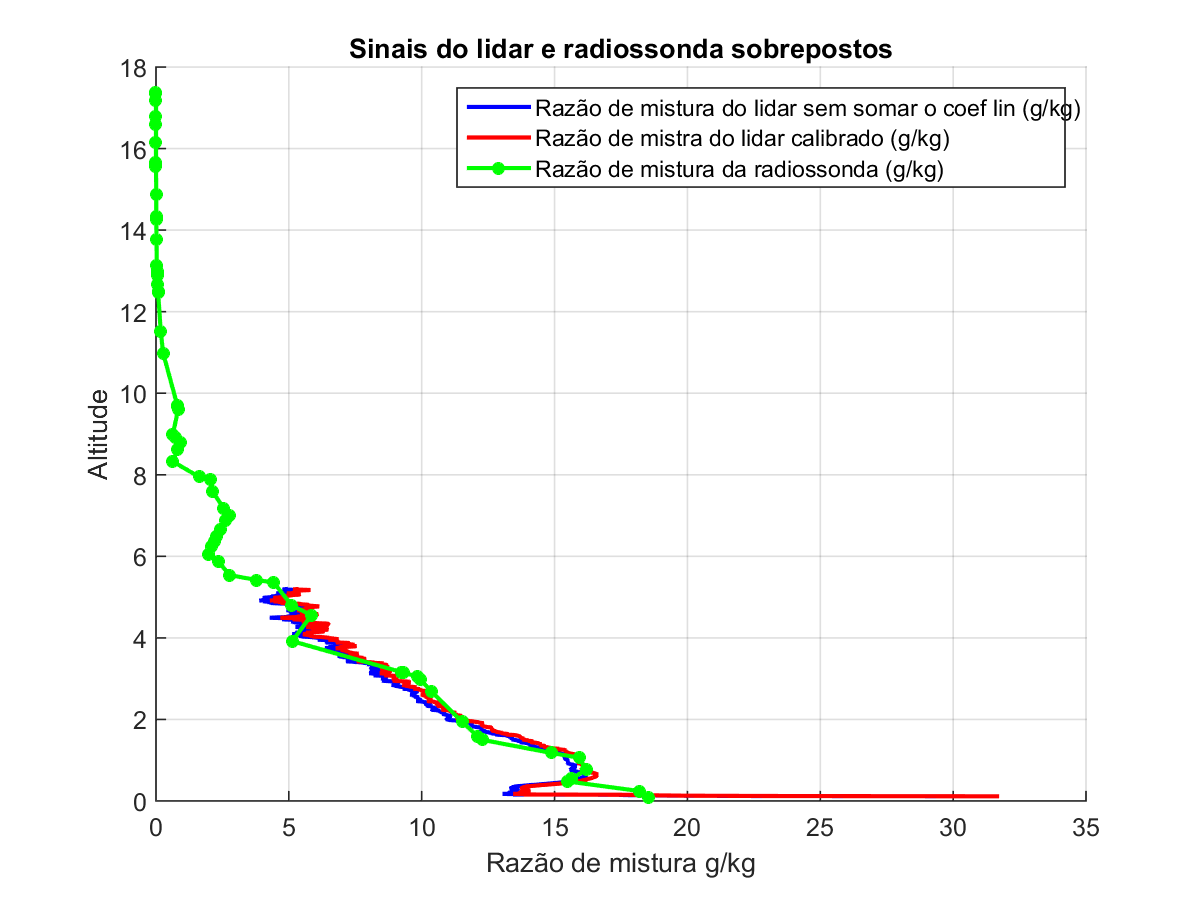 Sinais do lidar e radiossonda sobrepostos
18
16
14
12
10
8
6
4
2
0
Altitude
Razão de mistura do lidar sem somar o coef lin (g/kg)
Razão de mistra do lidar calibrado (g/kg)
Razão de mistura da radiossonda (g/kg)
0 5 10 15 20 25 30 35
Razão de mistura g/kg